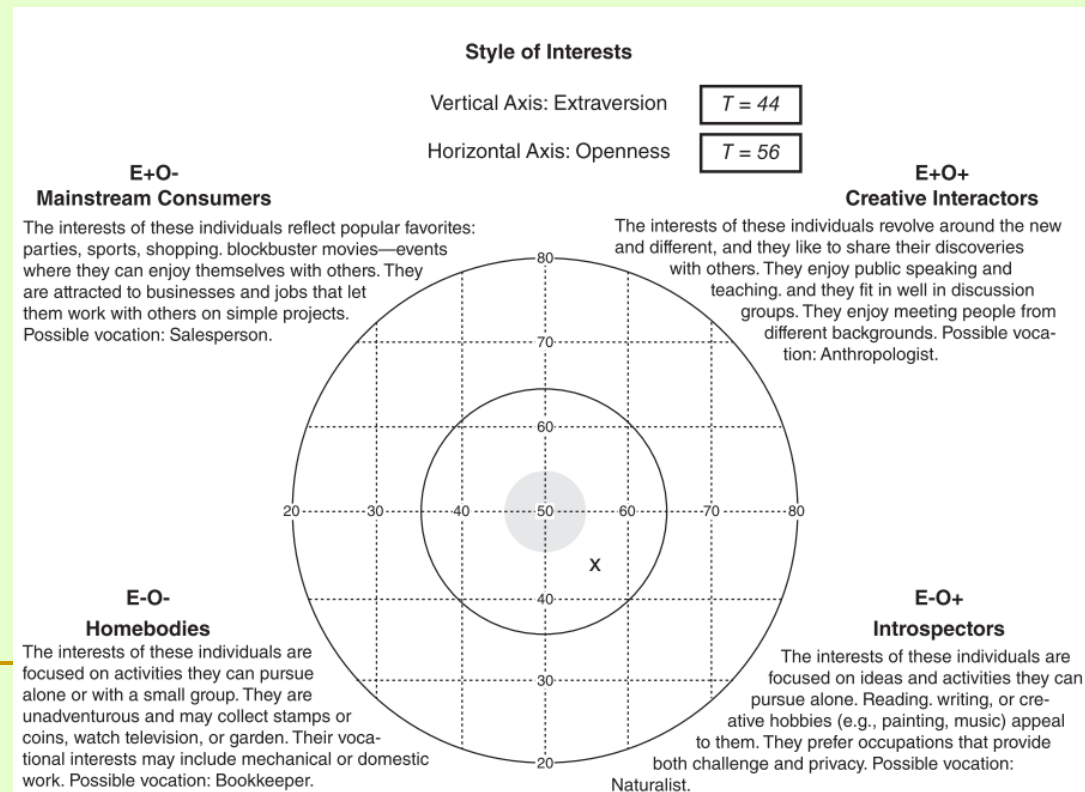 Style of Interests
Vertical Axis: Extraversion
T = 44
Horizontal Axis: Openness
T = 56
E+O-
Mainstream Consumers
The interests of these individuals reflect popular favorites:
parties, sports, shopping. blockbuster movies—events
where they can enjoy themselves with others. They
are attracted to businesses and jobs that let
them work with others on simple projects.
Possible vocation: Salesperson.
E+O+
Creative Interactors
The interests of these individuals revolve around the new
and different, and they like to share their discoveries
with others. They enjoy public speaking and
teaching. and they fit in well in discussion
groups. They enjoy meeting people from
different backgrounds. Possible voca-
tion: Anthropologist.
80
70
60
20 30 40 50 60 70 80
X
40
30
20
E-O-
Homebodies
The interests of these individuals are
focused on activities they can pursue
alone or with a small group. They are
unadventurous and may collect stamps or
coins, watch television, or garden. Their voca-
tional interests may include mechanical or domestic
work. Possible vocation: Bookkeeper.
E-O+
Introspectors
The interests of these individuals are
focused on ideas and activities they can
pursue alone. Reading. writing, or cre-
ative hobbies (e.g., painting, music) appeal
to them. They prefer occupations that provide
both challenge and privacy. Possible vocation:
Naturalist.